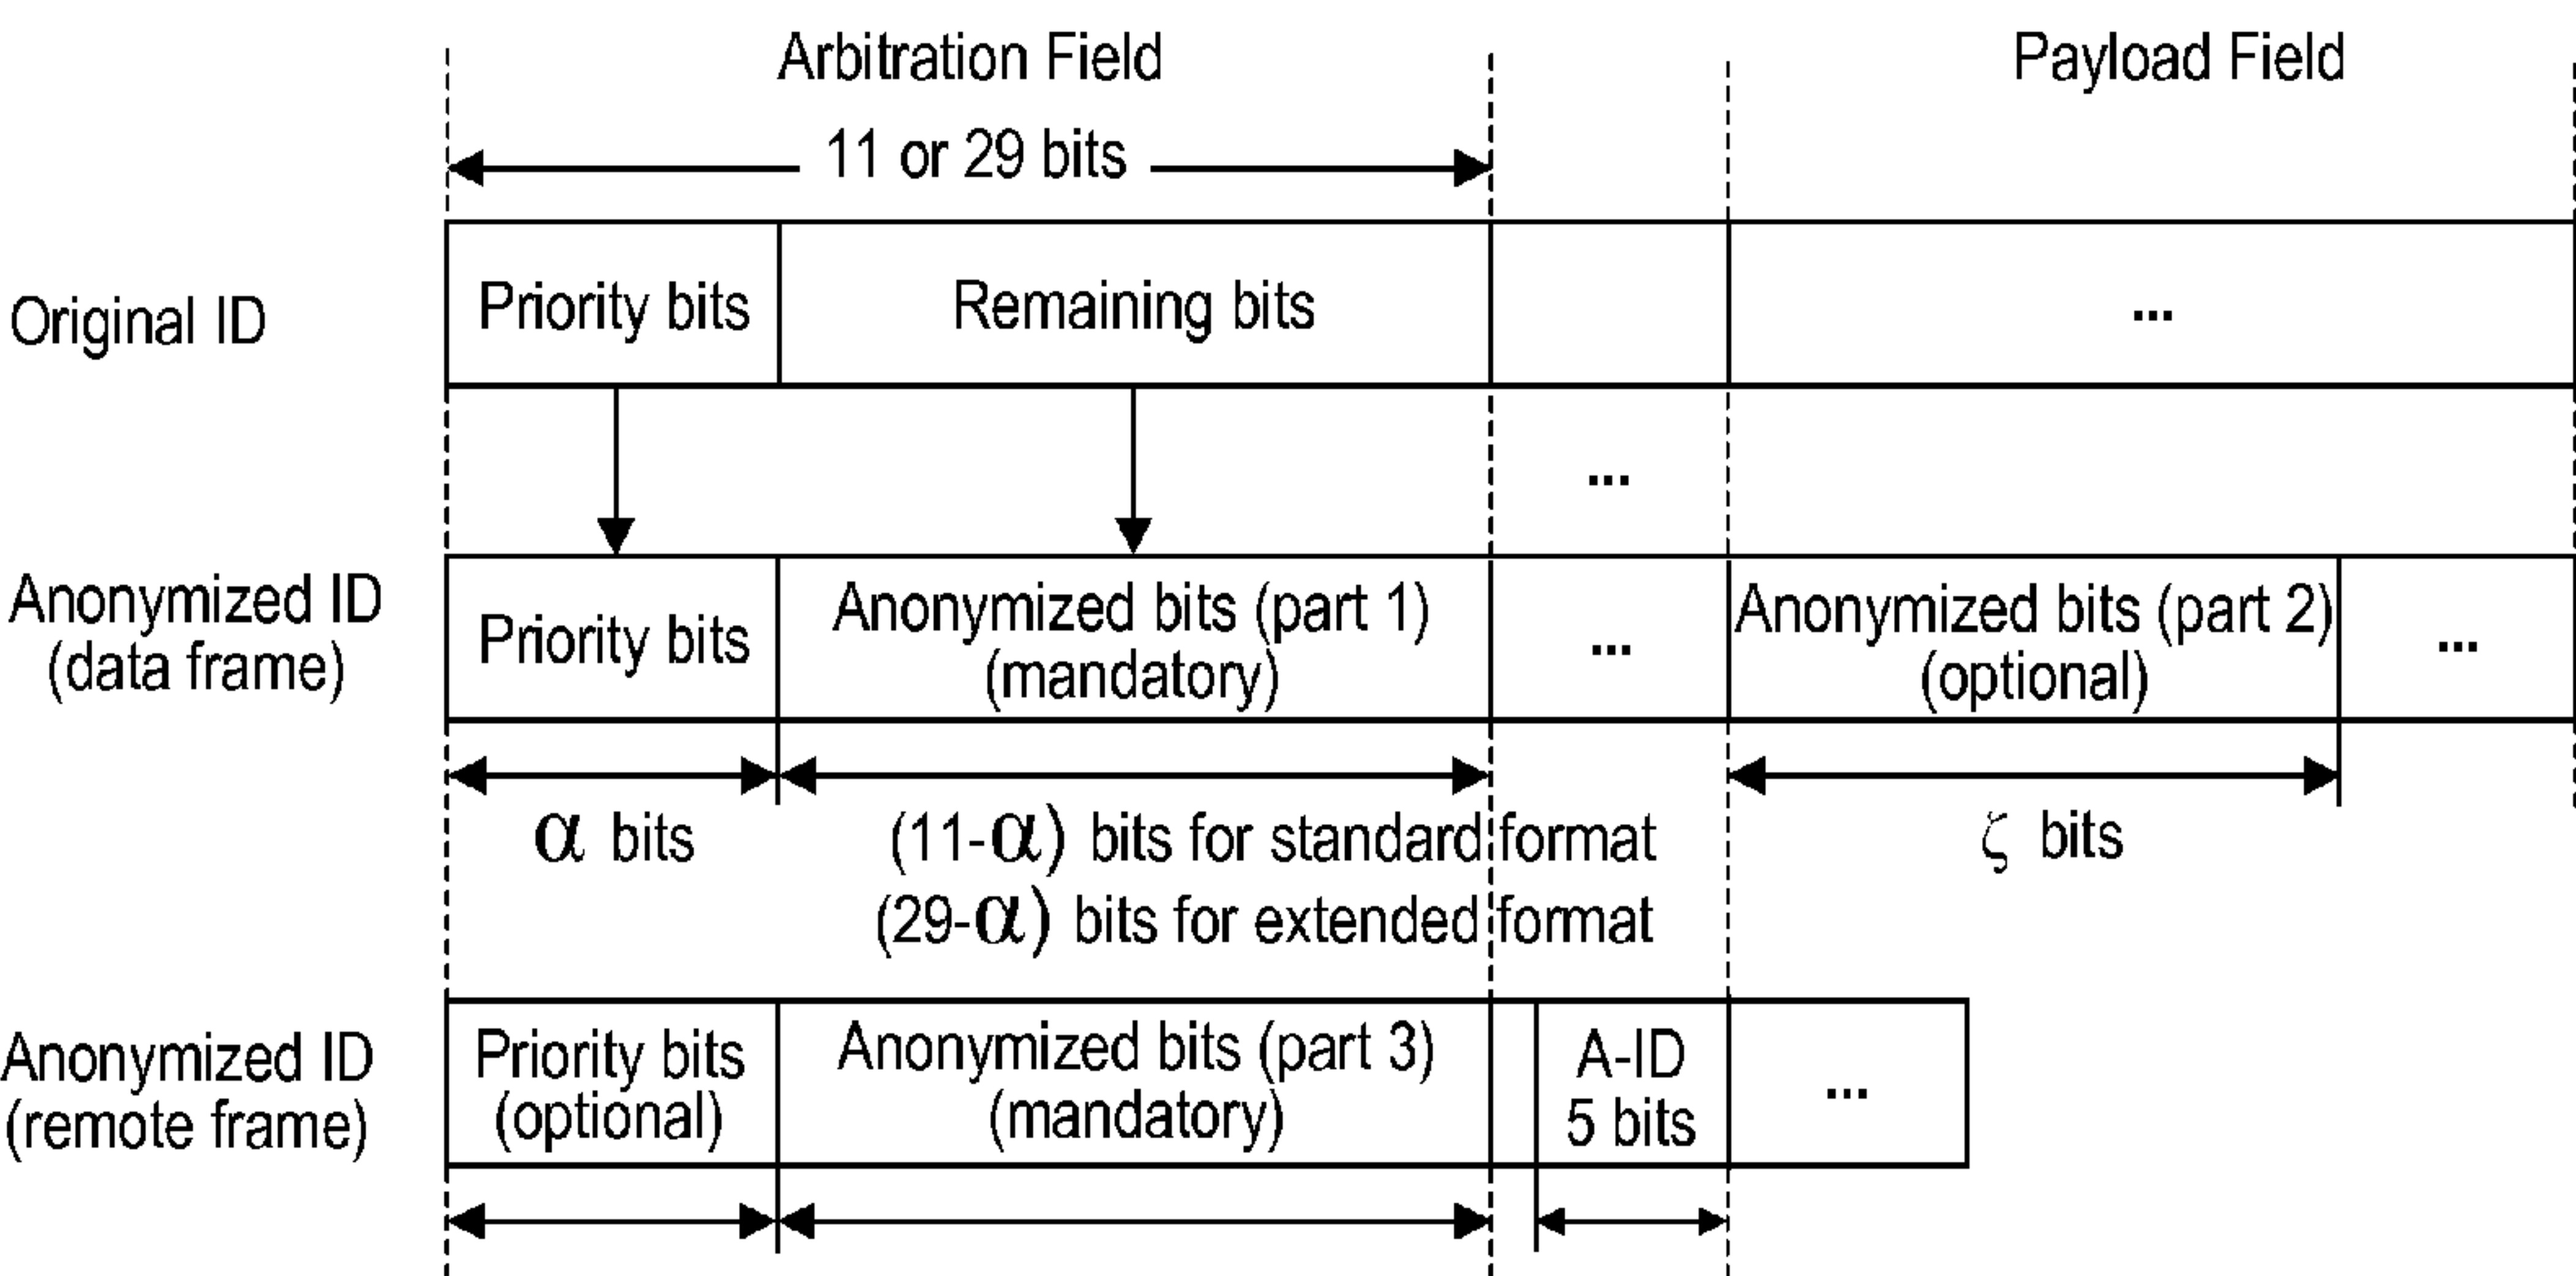 Arbitration Field
Payload Field
11 or 29 bits
Original ID
Priority bits
Remaining bits
...
...
Anonymized ID
(data frame)
Priority bits
Anonymized bits (part 1)
(mandatory)
...
Anonymized bits (part 2)
(optional)
...
α bits
(11-α) bits for standard format
(29-α) bits for extended format
ζ bits
Anonymized ID
(remote frame)
Priority bits
(optional)
Anonymized bits (part 3)
(mandatory)
A-ID
5 bits
...